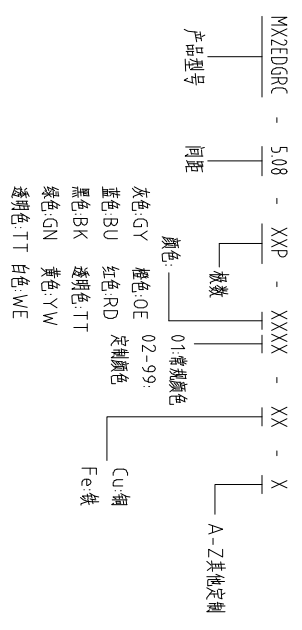 MX2EDGRC - 5.08 - XXP - XXXX - XX - X
产品型号
间距
极数
颜色:
灰色:GY 橙色:OE
蓝色:BU 红色:RD
黑色:BK 透明色:TT
绿色:GN 黄色:YW
透明色:TT 白色:WE
01:常规颜色
02-99:
定制颜色
Cu:铜
Fe:铁
A-Z其他定制